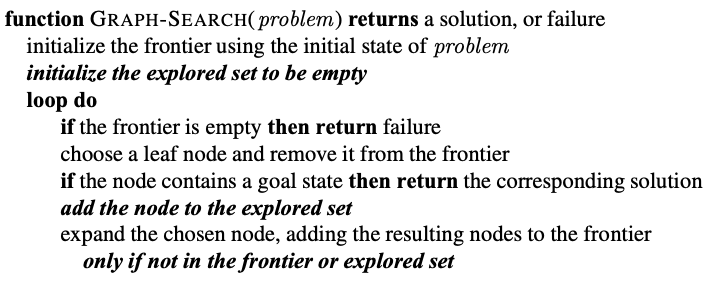 function GRAPH-SEARCH(problem) returns a solution, or failure
initialize the frontier using the initial state of problem
initialize the explored set to be empty
loop do
if the frontier is empty then return failure
choose a leaf node and remove it from the frontier
if the node contains a goal state then return the corresponding solution
add the node to the explored set
expand the chosen node, adding the resulting nodes to the frontier
only if not in the frontier or explored set